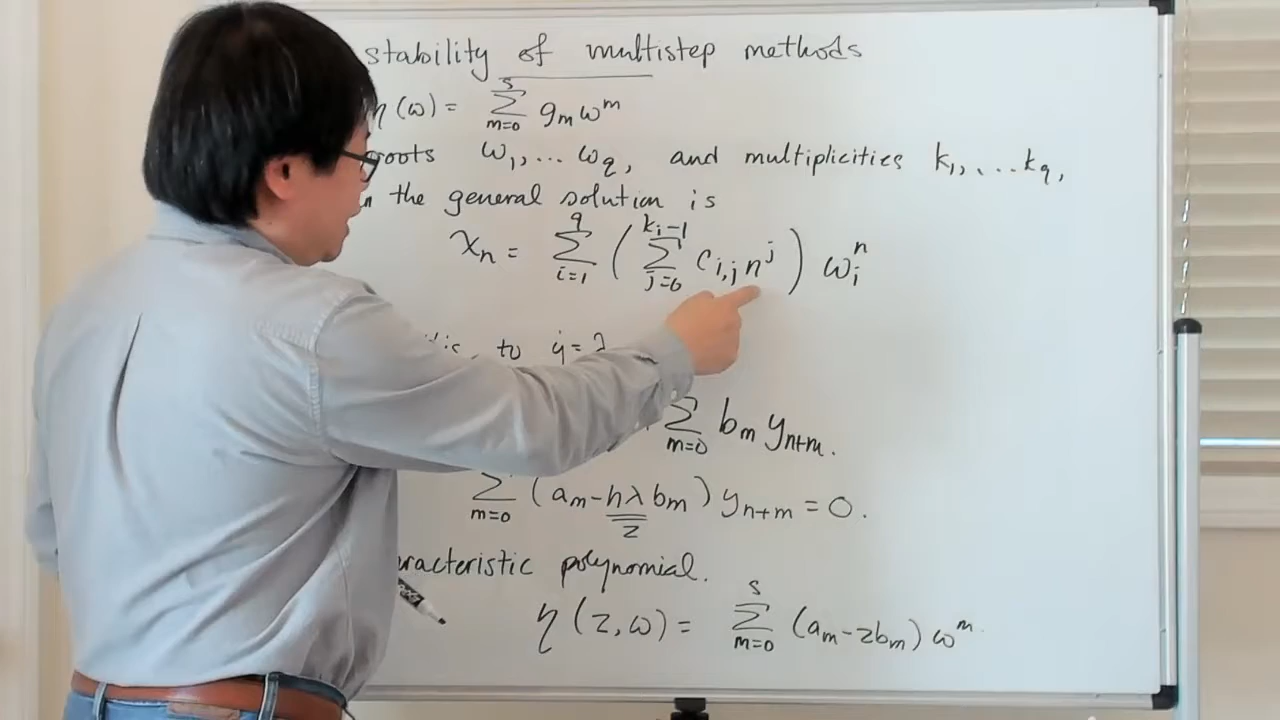 stability of multistep methods
η(ω) = Σ_{m=0}^{s} g_m ω^m
roots ω_1, ... ω_q, and multiplicities k_1, ... k_q,
the general solution is
x_n = Σ_{i=1}^{q} ( Σ_{j=0}^{k_i-1} c_{i,j} n^j ) ω_i^n
to ẏ = λ
Σ_{m=0} b_m y_{n+m}.
Σ_{m=0} (a_m - hλ b_m) y_{n+m} = 0.
z
polynomial.
η(z,ω) = Σ_{m=0}^{s} (a_m - z b_m) ω^m.